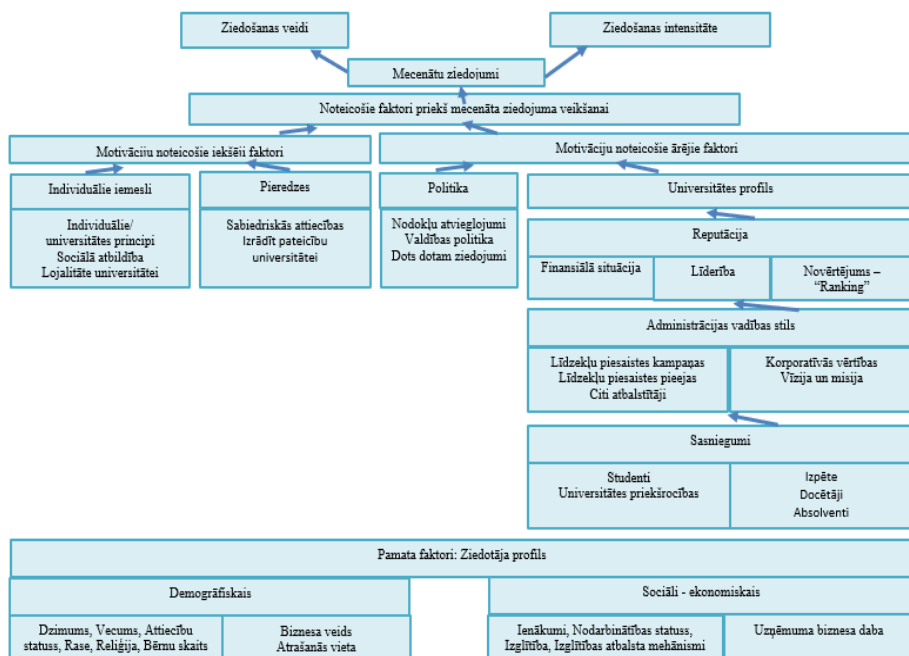 Ziedošanas veidi
Ziedošanas intensitāte
Mecenātu ziedojumi
Noteicošie faktori priekš mecenāta ziedojuma veikšanai
Motivāciju noteicošie iekšēji faktori
Motivāciju noteicošie ārējie faktori
Individuālie iemesli
Individuālie/
universitātes principi
Sociālā atbildība
Lojalitāte universitātei
Pieredzes
Sabiedriskās attiecības
Izrādīt pateicību
universitātei
Politika
Nodokļu atvieglojumi
Valdības politika
Dots dotam ziedojumi
Universitātes profils
Reputācija
Finansiālā situācija
Līderība
Novērtējums –
“Ranking”
Administrācijas vadības stils
Līdzekļu piesaistes kampaņas
Līdzekļu piesaistes pieejas
Citi atbalstītāji
Korporatīvās vērtības
Vīzija un misija
Sasniegumi
Studenti
Universitātes priekšrocības
Izpēte
Docētāji
Absolventi
Pamata faktori: Ziedotāja profils
Demogrāfiskais
Dzimums, Vecums, Attiecību
statuss, Rase, Reliģija, Bērnu skaits
Biznesa veids
Atrašanās vieta
Sociāli - ekonomiskais
Ienākumi, Nodarbinātības statuss,
Izglītība, Izglītības atbalsta mehānismi
Uzņēmuma biznesa daba